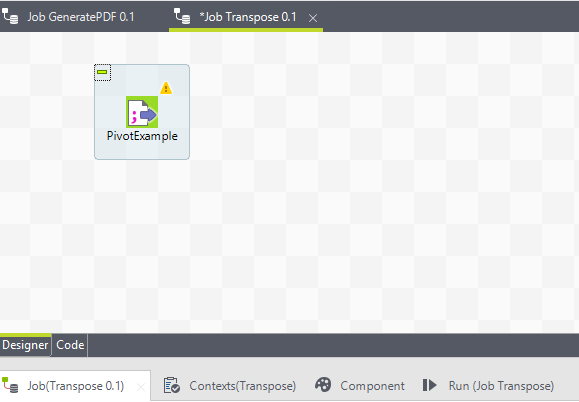 Job GeneratePDF 0.1 *Job Transpose 0.1
PivotExample
Designer Code
Job(Transpose 0.1) Contexts(Transpose) Component Run (Job Transpose)